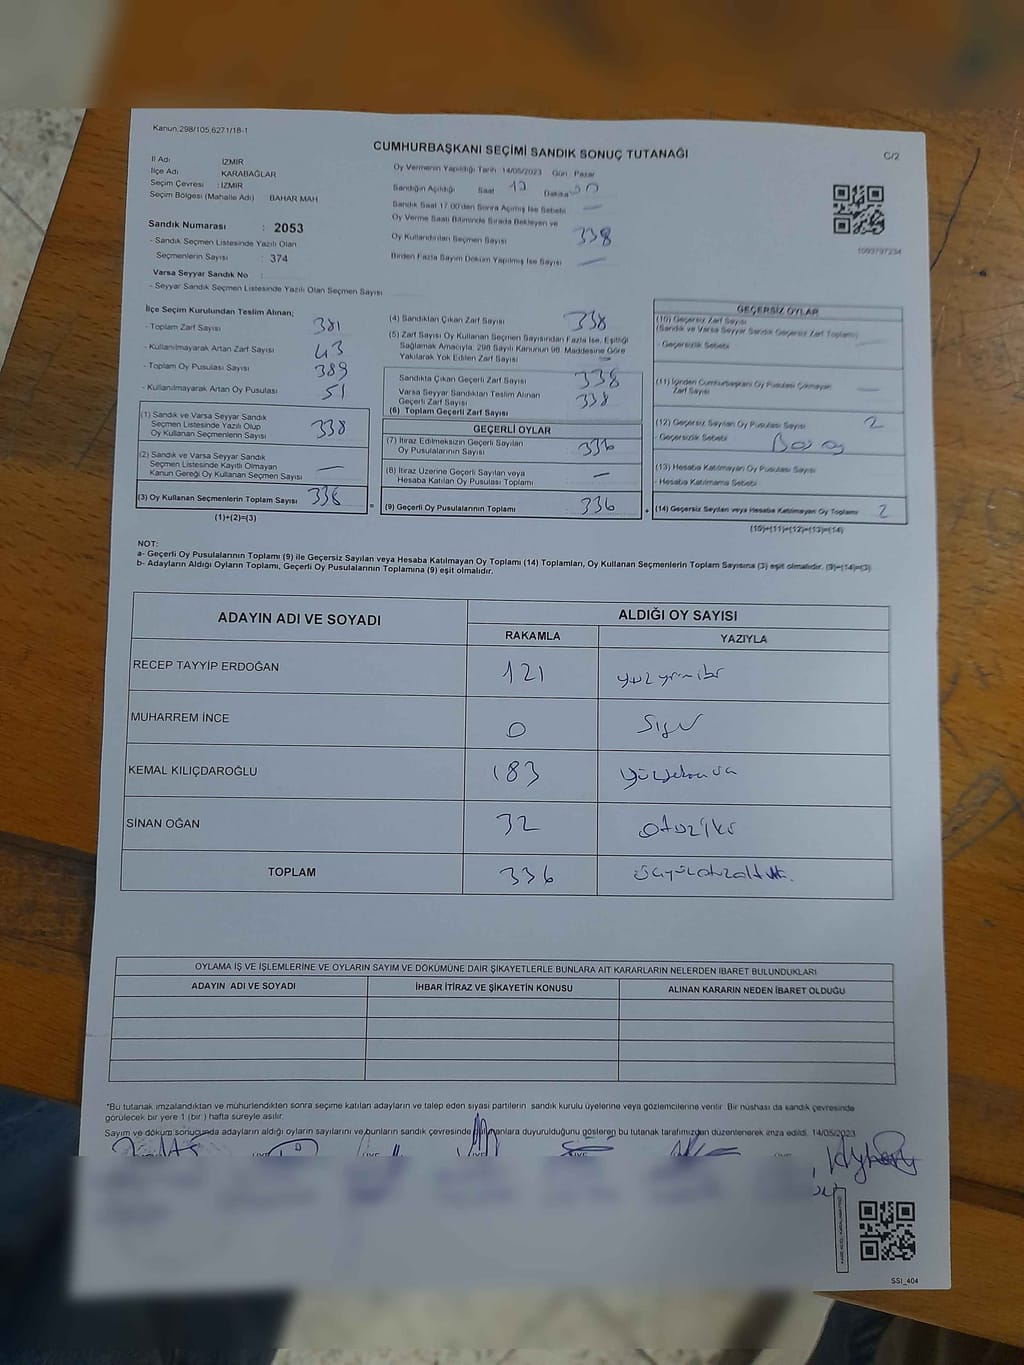 Kanun 298/105 6271/18-1
CUMHURBAŞKANI SEÇİMİ SANDIK SONUÇ TUTANAĞI
C/2
İl Adı İZMİR
İlçe Adı KARABAĞLAR
Seçim Çevresi : İZMİR
Seçim Bölgesi (Mahalle Adı) BAHAR MAH
Sandık Numarası : 2053
- Sandık Seçmen Listesinde Yazılı Olan
Seçmenlerin Sayısı : 374
Varsa Seyyar Sandık No :
- Seyyar Sandık Seçmen Listesinde Yazılı Olan Seçmen Sayısı
Oy Vermenin Yapıldığı Tarih 14/05/2023 Gün : Pazar
Sandığın Açıldığı Saat 17 Dakika
Sandık Saat 17:00'den Sonra Açılmış İse Sebebi —
Oy Verme Saati Bitiminde Sırada Bekleyen ve
Oy Kullandırılan Seçmen Sayısı 338
Birden Fazla Sayım Döküm Yapılmış İse Sayısı —
1093797234
İlçe Seçim Kurulundan Teslim Alınan;
- Toplam Zarf Sayısı 381
- Kullanılmayarak Artan Zarf Sayısı 43
- Toplam Oy Pusulası Sayısı 389
- Kullanılmayarak Artan Oy Pusulası 51
(1) Sandık ve Varsa Seyyar Sandık
Seçmen Listesinde Yazılı Olup
Oy Kullanan Seçmenlerin Sayısı 338
(2) Sandık ve Varsa Seyyar Sandık
Seçmen Listesinde Kayıtlı Olmayan
Kanun Gereği Oy Kullanan Seçmen Sayısı —
(3) Oy Kullanan Seçmenlerin Toplam Sayısı 338
(1)+(2)=(3)
=
(4) Sandıktan Çıkan Zarf Sayısı 338
(5) Zarf Sayısı Oy Kullanan Seçmen Sayısından Fazla İse, Eşitliği
Sağlamak Amacıyla, 298 Sayılı Kanunun 98. Maddesine Göre
Yakılarak Yok Edilen Zarf Sayısı —
Sandıkta Çıkan Geçerli Zarf Sayısı 338
Varsa Seyyar Sandıktan Teslim Alınan
Geçerli Zarf Sayısı 338
(6) Toplam Geçerli Zarf Sayısı
GEÇERLİ OYLAR
(7) İtiraz Edilmeksizin Geçerli Sayılan
Oy Pusulalarının Sayısı 336
(8) İtiraz Üzerine Geçerli Sayılan veya
Hesaba Katılan Oy Pusulası Toplamı —
(9) Geçerli Oy Pusulalarının Toplamı 336
+
GEÇERSİZ OYLAR
(10) Geçersiz Zarf Sayısı
(Sandık ve Varsa Seyyar Sandık Geçersiz Zarf Toplamı) —
- Geçersizlik Sebebi
(11) İçinden Cumhurbaşkanı Oy Pusulası Çıkmayan
Zarf Sayısı —
(12) Geçersiz Sayılan Oy Pusulası Sayısı 2
- Geçersizlik Sebebi Boş oy
(13) Hesaba Katılmayan Oy Pusulası Sayısı
- Hesaba Katılmama Sebebi
(14) Geçersiz Sayılan veya Hesaba Katılmayan Oy Toplamı 2
(10)+(11)+(12)+(13)=(14)
NOT:
a- Geçerli Oy Pusulalarının Toplamı (9) ile Geçersiz Sayılan veya Hesaba Katılmayan Oy Toplamı (14) Toplamları, Oy Kullanan Seçmenlerin Toplam Sayısına (3) eşit olmalıdır. (9)+(14)=(3)
b- Adayların Aldığı Oyların Toplamı, Geçerli Oy Pusulalarının Toplamına (9) eşit olmalıdır.
ADAYIN ADI VE SOYADI
ALDIĞI OY SAYISI
RAKAMLA YAZIYLA
RECEP TAYYİP ERDOĞAN 121 yüzyirmibir
MUHARREM İNCE 0 sıfır
KEMAL KILIÇDAROĞLU 183 yüzseksenüç
SİNAN OĞAN 32 otuziki
TOPLAM 336 üçyüzotuzaltı
OYLAMA İŞ VE İŞLEMLERİNE VE OYLARIN SAYIM VE DÖKÜMÜNE DAİR ŞİKAYETLERLE BUNLARA AİT KARARLARIN NELERDEN İBARET BULUNDUKLARI
ADAYIN ADI VE SOYADI İHBAR İTİRAZ VE ŞİKAYETİN KONUSU ALINAN KARARIN NEDEN İBARET OLDUĞU
*Bu tutanak imzalandıktan ve mühürlendikten sonra seçime katılan adayların ve talep eden siyasi partilerin sandık kurulu üyelerine veya gözlemcilerine verilir. Bir nüshası da sandık çevresinde
görülecek bir yere 1 (bir ) hafta süreyle asılır.
Sayım ve döküm sonucunda adayların aldığı oyların sayılarını ve bunların sandık çevresinde bulunanlara duyurulduğunu gösteren bu tutanak tarafımızdan düzenlenerek imza edildi. 14/05/2023
SSI_404